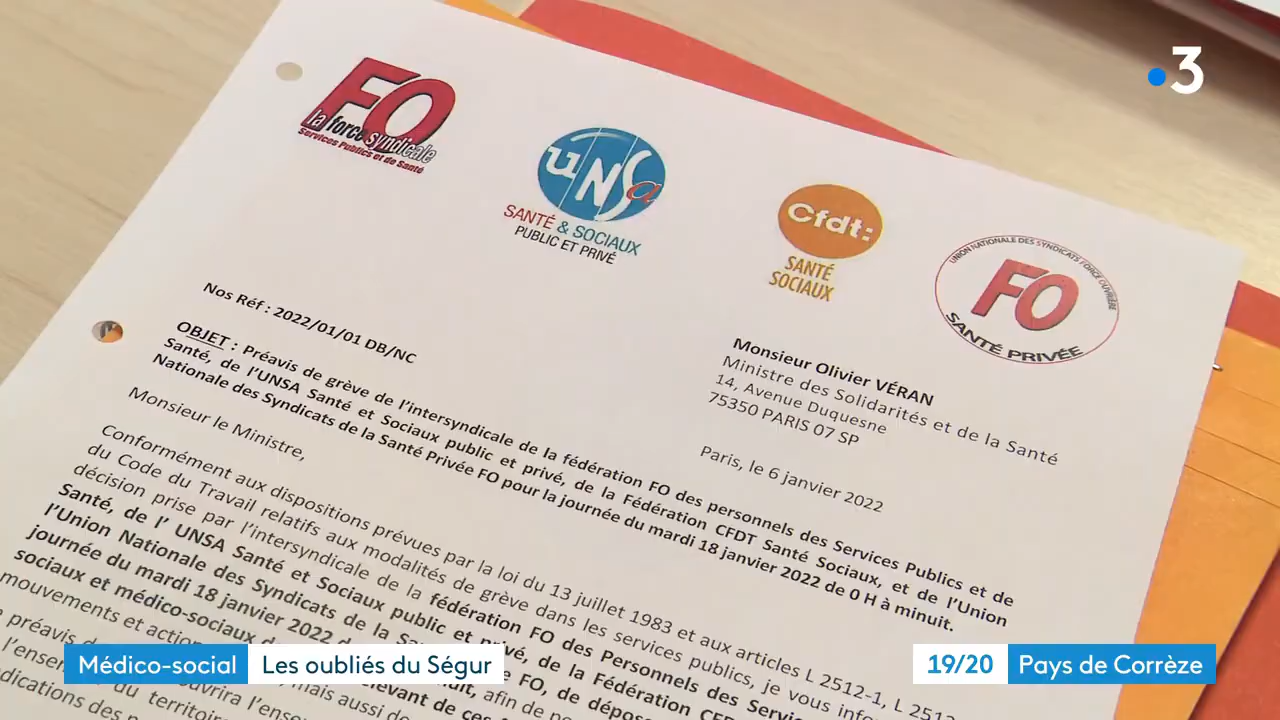 3
FO
la force syndicale
Services Publics et de Santé
UNSa
SANTÉ & SOCIAUX
PUBLIC ET PRIVÉ
Cfdt:
SANTÉ
SOCIAUX
UNION NATIONALE DES SYNDICATS FORCE OUVRIÈRE
FO
SANTÉ PRIVÉE
Nos Réf : 2022/01/01 DB/NC
Monsieur Olivier VÉRAN
Ministre des Solidarités et de la Santé
14, Avenue Duquesne
75350 PARIS 07 SP
Paris, le 6 janvier 2022
OBJET : Préavis de grève de l'intersyndicale de la fédération FO des personnels des Services Publics et de
Santé, de l'UNSA Santé et Sociaux public et privé, de la Fédération CFDT Santé Sociaux, et de l'Union
Nationale des Syndicats de la Santé Privée FO pour la journée du mardi 18 janvier 2022 de 0 H à minuit.
Monsieur le Ministre,
Conformément aux dispositions prévues par la loi du 13 juillet 1983 et aux articles L 2512-1, L 2512
du Code du Travail relatifs aux modalités de grève dans les services publics, je vous
décision prise par l'intersyndicale de la fédération FO des Personnels des
Santé, de l' UNSA Santé et Sociaux public et privé, de la Fédération
l'Union Nationale des Syndicats de la FO, de
journée du mardi 18 janvier 2022 afin de
sociaux et médico-sociaux
mouvements et
préavis
mais aussi
territoire
Médico-social
Les oubliés du Ségur
19/20
Pays de Corrèze